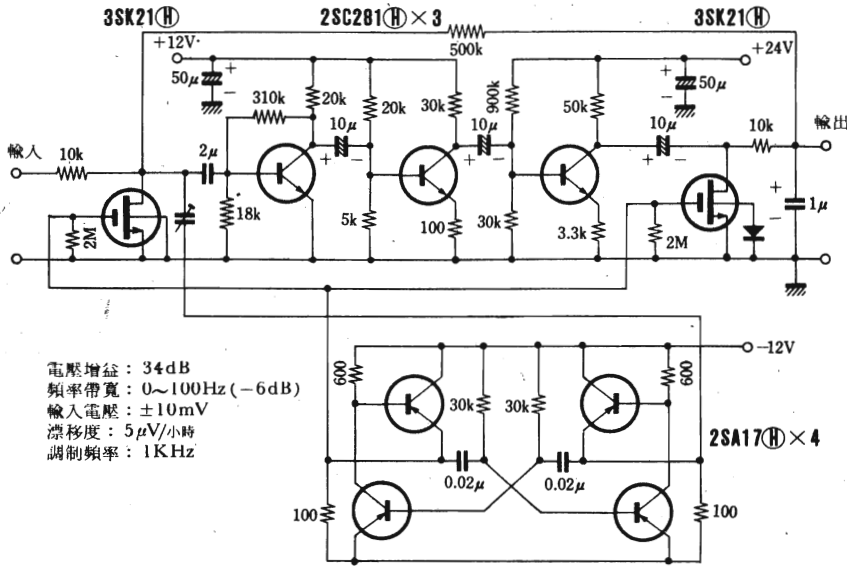 3SK21Ⓗ
2SC281Ⓗ×3
3SK21Ⓗ
500k
+12V
+24V
50μ
+
−
310k
20k
20k
30k
900k
50k
50μ
+
−
10μ
10μ
10μ
輸入
10k
2μ
+ −
+ −
+ −
10k
輸出
18k
5k
100
30k
3.3k
2M
2M
+
−
1μ
−12V
600
600
30k
30k
電壓增益：34dB
頻率帶寬：0～100Hz(−6dB)
輸入電壓：±10mV
漂移度：5μV/小時
調制頻率：1KHz
2SA17Ⓗ×4
0.02μ
0.02μ
100
100